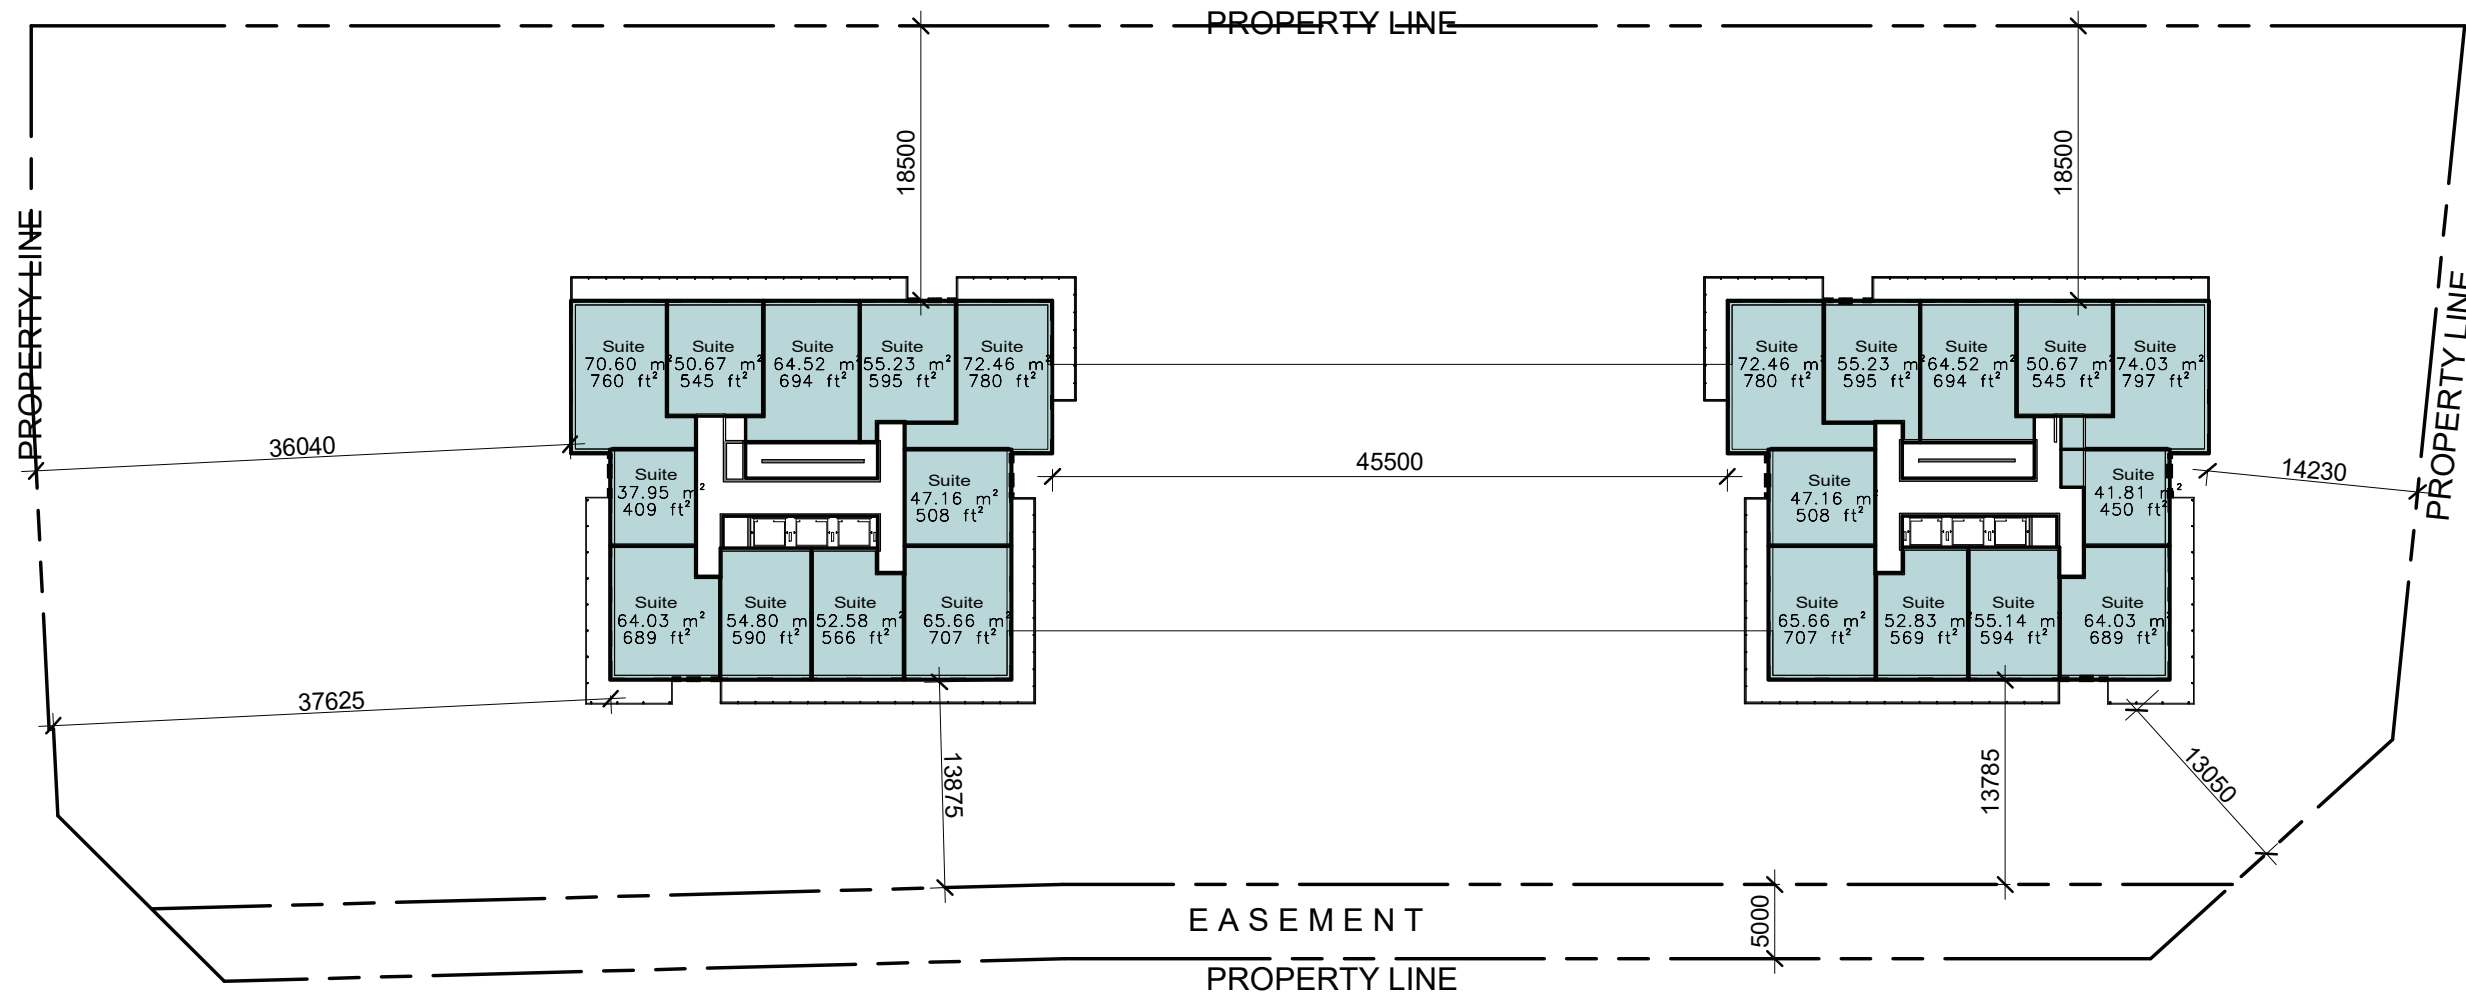 PROPERTY LINE
18500
18500
PROPERTY LINE
PROPERTY LINE
Suite
70.60 m²
760 ft²
Suite
50.67 m²
545 ft²
Suite
64.52 m²
694 ft²
Suite
55.23 m²
595 ft²
Suite
72.46 m²
780 ft²
Suite
72.46 m²
780 ft²
Suite
55.23 m²
595 ft²
Suite
64.52 m²
694 ft²
Suite
50.67 m²
545 ft²
Suite
74.03 m²
797 ft²
36040
45500
14230
Suite
37.95 m²
409 ft²
Suite
47.16 m²
508 ft²
Suite
47.16 m²
508 ft²
Suite
41.81 m²
450 ft²
Suite
64.03 m²
689 ft²
Suite
54.80 m²
590 ft²
Suite
52.58 m²
566 ft²
Suite
65.66 m²
707 ft²
Suite
65.66 m²
707 ft²
Suite
52.83 m²
569 ft²
Suite
55.14 m²
594 ft²
Suite
64.03 m²
689 ft²
37625
13875
13785
13050
EASEMENT
5000
PROPERTY LINE